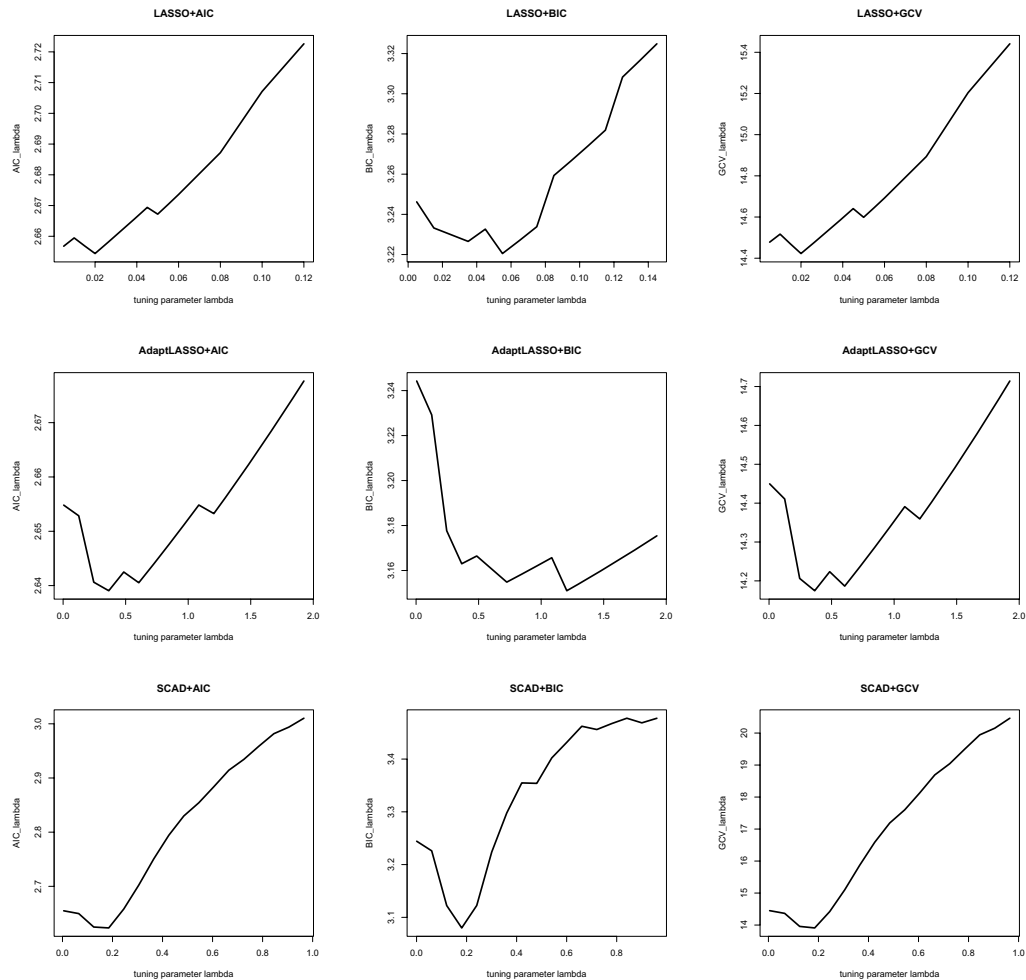 LASSO+AIC
LASSO+BIC
LASSO+GCV
AIC_lambda
2.66 2.67 2.68 2.69 2.70 2.71 2.72
0.02 0.04 0.06 0.08 0.10 0.12
tuning parameter lambda
BIC_lambda
3.22 3.24 3.26 3.28 3.32
0.00 0.02 0.04 0.06 0.08 0.10 0.12 0.14
tuning parameter lambda
GCV_lambda
14.4 14.6 14.8 15.0 15.2 15.4
0.02 0.04 0.06 0.08 0.10 0.12
tuning parameter lambda
AdaptLASSO+AIC
AdaptLASSO+BIC
AdaptLASSO+GCV
AIC_lambda
2.64 2.65 2.66 2.67
0.0 0.5 1.0 1.5 2.0
tuning parameter lambda
BIC_lambda
3.16 3.18 3.20 3.22 3.24
0.0 0.5 1.0 1.5
tuning parameter lambda
GCV_lambda
14.2 14.3 14.4 14.5 14.6 14.7
0.0 0.5 1.0 1.5 2.0
tuning parameter lambda
SCAD+AIC
SCAD+BIC
SCAD+GCV
AIC_lambda
2.7 2.8 2.9 3.0
0.0 0.2 0.4 0.6 0.8 1.0
tuning parameter lambda
BIC_lambda
3.1 3.2 3.3 3.4
0.0 0.2 0.4 0.6 0.8
tuning parameter lambda
GCV_lambda
14 15 16 17 18 19 20
0.0 0.2 0.4 0.6 0.8 1.0
tuning parameter lambda